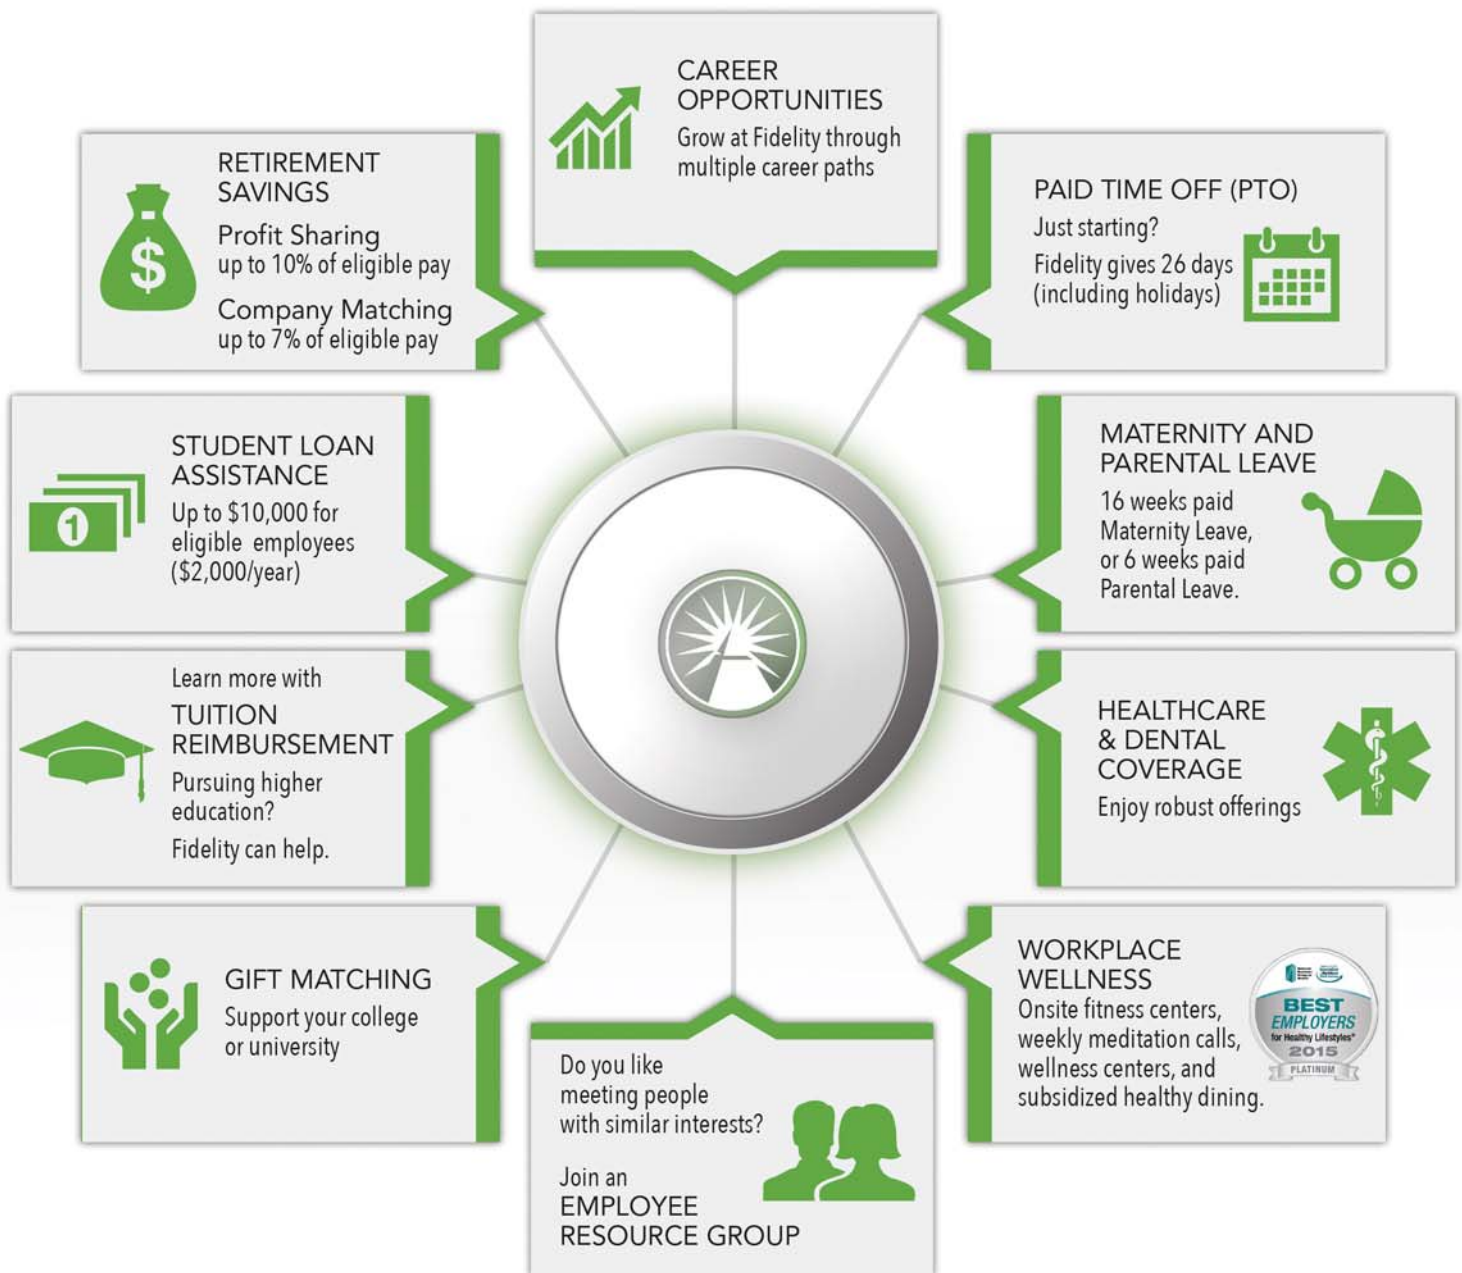 CAREER
OPPORTUNITIES
Grow at Fidelity through
multiple career paths
RETIREMENT
SAVINGS
Profit Sharing
up to 10% of eligible pay
Company Matching
up to 7% of eligible pay
$
PAID TIME OFF (PTO)
Just starting?
Fidelity gives 26 days
(including holidays)
STUDENT LOAN
ASSISTANCE
Up to $10,000 for
eligible employees
($2,000/year)
1
MATERNITY AND
PARENTAL LEAVE
16 weeks paid
Maternity Leave,
or 6 weeks paid
Parental Leave.
Learn more with
TUITION
REIMBURSEMENT
Pursuing higher
education?
Fidelity can help.
HEALTHCARE
& DENTAL
COVERAGE
Enjoy robust offerings
GIFT MATCHING
Support your college
or university
Do you like
meeting people
with similar interests?
Join an
EMPLOYEE
RESOURCE GROUP
WORKPLACE
WELLNESS
Onsite fitness centers,
weekly meditation calls,
wellness centers, and
subsidized healthy dining.
BEST
EMPLOYERS
for Healthy Lifestyles®
2015
PLATINUM